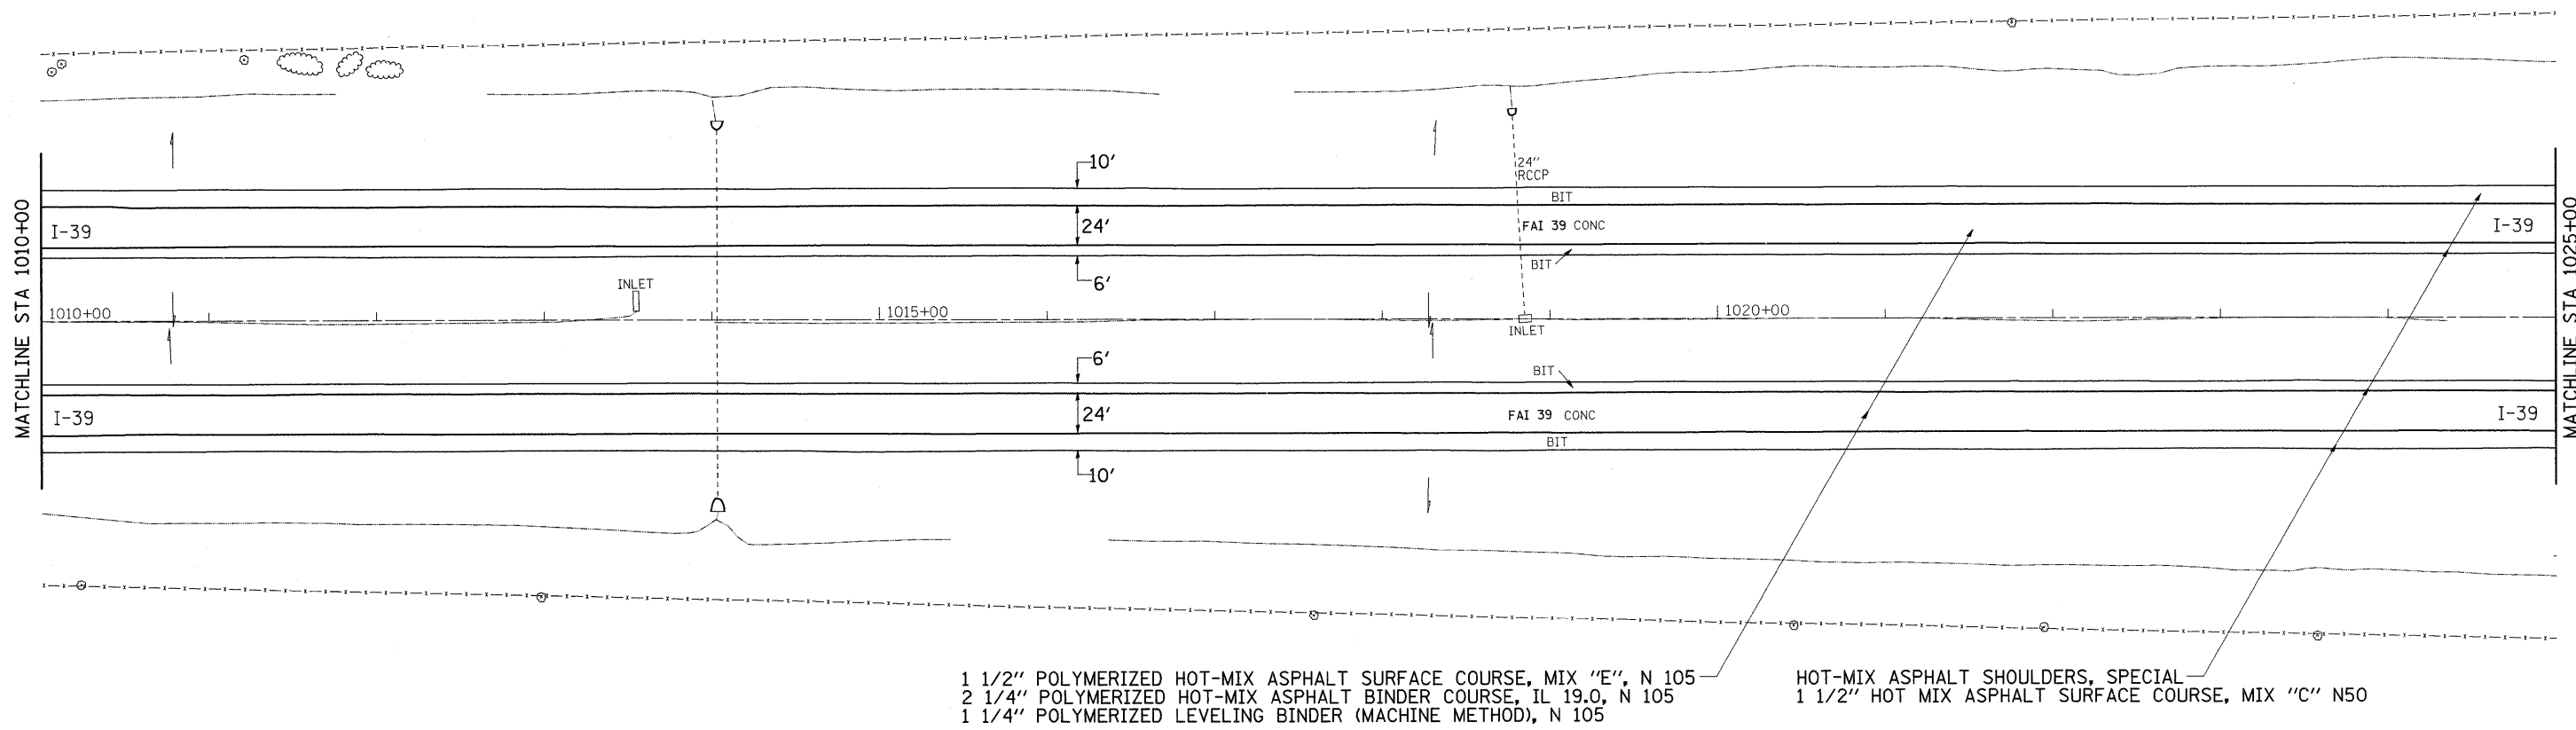 MATCHLINE STA 1010+00
10'
24"
RCCP
BIT
I-39
24'
FAI 39 CONC
I-39
BIT
6'
INLET
1010+00
1015+00
1020+00
INLET
6'
BIT
I-39
24'
FAI 39 CONC
I-39
BIT
10'
MATCHLINE STA 1025+00
1 1/2" POLYMERIZED HOT-MIX ASPHALT SURFACE COURSE, MIX "E", N 105
2 1/4" POLYMERIZED HOT-MIX ASPHALT BINDER COURSE, IL 19.0, N 105
1 1/4" POLYMERIZED LEVELING BINDER (MACHINE METHOD), N 105
HOT-MIX ASPHALT SHOULDERS, SPECIAL
1 1/2" HOT MIX ASPHALT SURFACE COURSE, MIX "C" N50